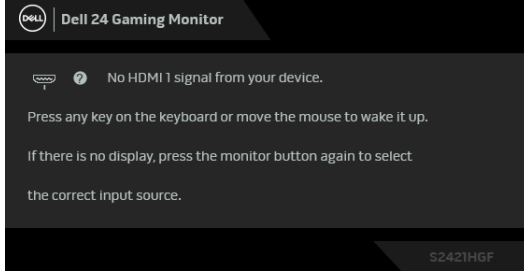 DELL Dell 24 Gaming Monitor
? No HDMI 1 signal from your device.
Press any key on the keyboard or move the mouse to wake it up.
If there is no display, press the monitor button again to select
the correct input source.
S2421HGF